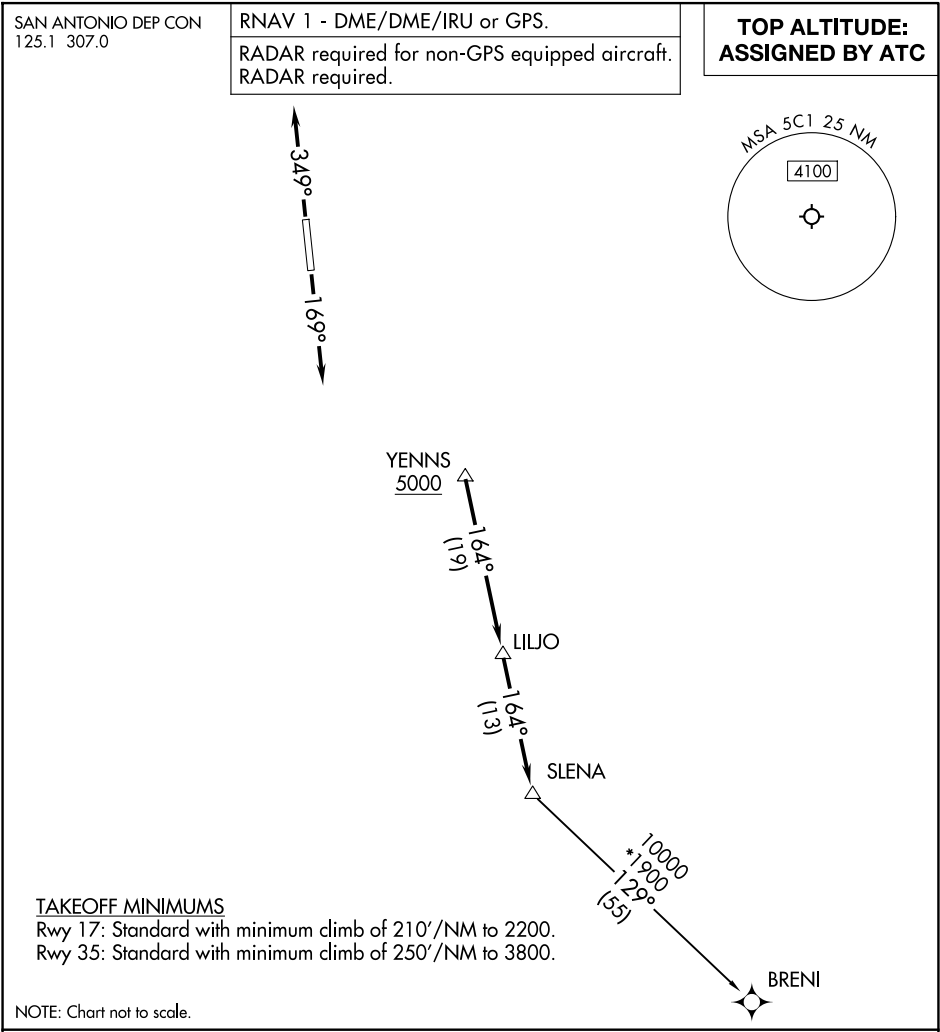 SAN ANTONIO DEP CON
125.1 307.0
RNAV 1 - DME/DME/IRU or GPS.
RADAR required for non-GPS equipped aircraft.
RADAR required.
TOP ALTITUDE:
ASSIGNED BY ATC
MSA 5C1 25 NM
4100
349°
169°
YENNS
5000
164°
(19)
LILJO
164°
(13)
SLENA
10000
*1900
129°
(55)
BRENI
TAKEOFF MINIMUMS
Rwy 17: Standard with minimum climb of 210'/NM to 2200.
Rwy 35: Standard with minimum climb of 250'/NM to 3800.
NOTE: Chart not to scale.